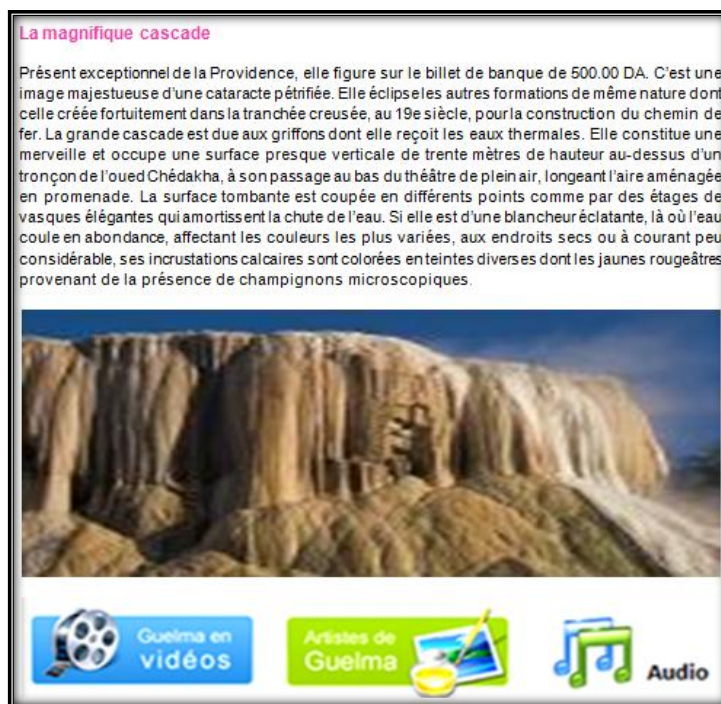 La magnifique cascade
Présent exceptionnel de la Providence, elle figure sur le billet de banque de 500.00 DA. C'est une
image majestueuse d'une cataracte pétrifiée. Elle éclipse les autres formations de même nature dont
celle créée fortuitement dans la tranchée creusée, au 19e siècle, pour la construction du chemin de
fer. La grande cascade est due aux griffons dont elle reçoit les eaux thermales. Elle constitue une
merveille et occupe une surface presque verticale de trente mètres de hauteur au-dessus d'un
tronçon de l'oued Chédakha, à son passage au bas du théâtre de plein air, longeant l'aire aménagée
en promenade. La surface tombante est coupée en différents points comme par des étages de
vasques élégantes qui amortissent la chute de l'eau. Si elle est d'une blancheur éclatante, là où l'eau
coule en abondance, affectant les couleurs les plus variées, aux endroits secs ou à courant peu
considérable, ses incrustations calcaires sont colorées en teintes diverses dont les jaunes rougeâtres
provenant de la présence de champignons microscopiques.
Guelma en
vidéos
Artistes de
Guelma
Audio